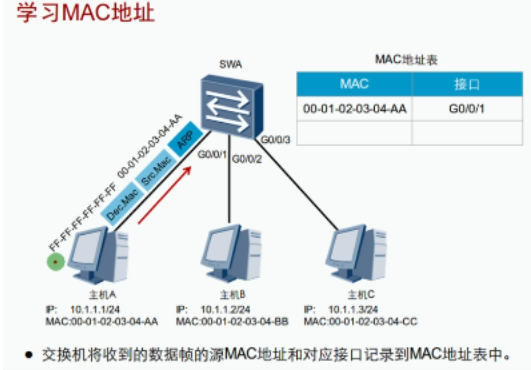 学习MAC地址
SWA
MAC地址表
MAC 接口
00-01-02-03-04-AA G0/0/1
FF-FF-FF-FF-FF-FF 00-01-02-03-04-AA
Dec.Mac Src.Mac ARP
G0/0/1 G0/0/2 G0/0/3
主机A
IP: 10.1.1.1/24
MAC:00-01-02-03-04-AA
主机B
IP: 10.1.1.2/24
MAC:00-01-02-03-04-BB
主机C
IP: 10.1.1.3/24
MAC:00-01-02-03-04-CC
● 交换机将收到的数据帧的源MAC地址和对应接口记录到MAC地址表中。